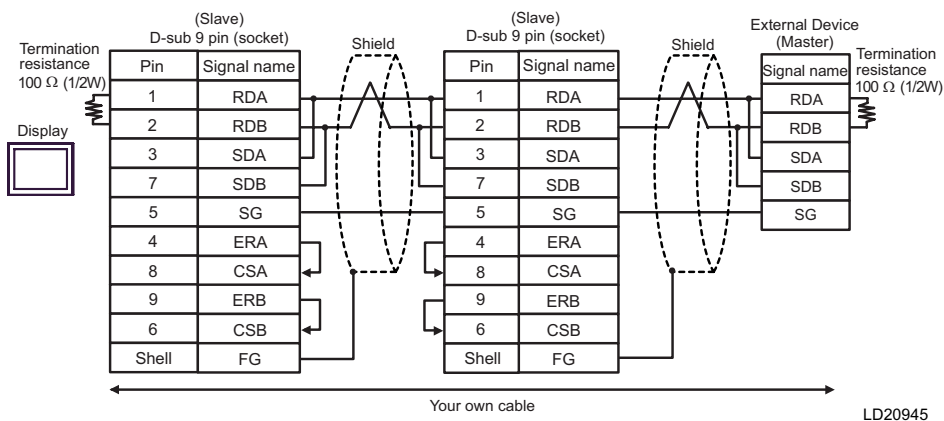 (Slave)
D-sub 9 pin (socket)
(Slave)
D-sub 9 pin (socket)
External Device
(Master)
Termination
resistance
100 Ω (1/2W)
Shield
Shield
Termination
resistance
100 Ω (1/2W)
Display
Pin Signal name
1 RDA
2 RDB
3 SDA
7 SDB
5 SG
4 ERA
8 CSA
9 ERB
6 CSB
Shell FG
Pin Signal name
1 RDA
2 RDB
3 SDA
7 SDB
5 SG
4 ERA
8 CSA
9 ERB
6 CSB
Shell FG
Signal name
RDA
RDB
SDA
SDB
SG
Your own cable
LD20945